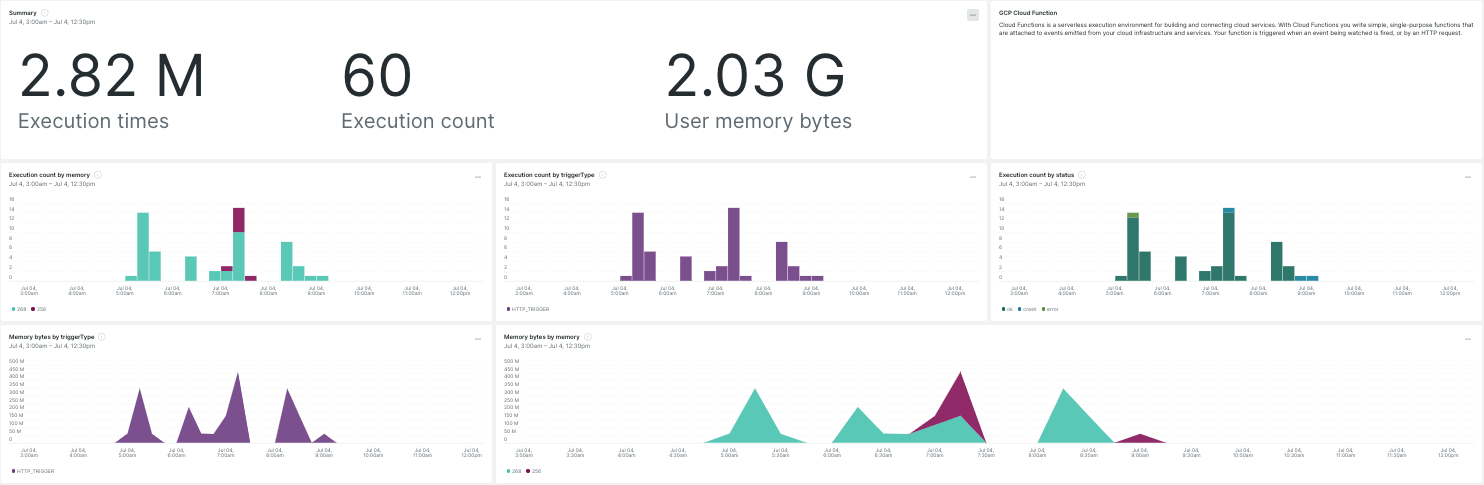 Summary
Jul 4, 3:00am – Jul 4, 12:30pm
2.82 M
Execution times
60
Execution count
2.03 G
User memory bytes
GCP Cloud Function
Cloud Functions is a serverless execution environment for building and connecting cloud services. With Cloud Functions you write simple, single-purpose functions that
are attached to events emitted from your cloud infrastructure and services. Your function is triggered when an event being watched is fired, or by an HTTP request.
Execution count by memory
Jul 4, 3:00am – Jul 4, 12:30pm
16
14
12
10
8
6
4
2
0
Jul 04, 3:00am
Jul 04, 4:00am
Jul 04, 5:00am
Jul 04, 6:00am
Jul 04, 7:00am
Jul 04, 8:00am
Jul 04, 9:00am
Jul 04, 10:00am
Jul 04, 11:00am
Jul 04, 12:00pm
268
256
Execution count by triggerType
Jul 4, 3:00am – Jul 4, 12:30pm
16
14
12
10
8
6
4
2
0
Jul 04, 3:00am
Jul 04, 4:00am
Jul 04, 5:00am
Jul 04, 6:00am
Jul 04, 7:00am
Jul 04, 8:00am
Jul 04, 9:00am
Jul 04, 10:00am
Jul 04, 11:00am
Jul 04, 12:00pm
HTTP_TRIGGER
Execution count by status
Jul 4, 3:00am – Jul 4, 12:30pm
16
14
12
10
8
6
4
2
0
Jul 04, 3:00am
Jul 04, 4:00am
Jul 04, 5:00am
Jul 04, 6:00am
Jul 04, 7:00am
Jul 04, 8:00am
Jul 04, 9:00am
Jul 04, 10:00am
Jul 04, 11:00am
Jul 04, 12:00pm
ok
crash
error
Memory bytes by triggerType
Jul 4, 3:00am – Jul 4, 12:30pm
500 M
450 M
400 M
350 M
300 M
250 M
200 M
150 M
100 M
50 M
0
Jul 04, 3:00am
Jul 04, 4:00am
Jul 04, 5:00am
Jul 04, 6:00am
Jul 04, 7:00am
Jul 04, 8:00am
Jul 04, 9:00am
Jul 04, 10:00am
Jul 04, 11:00am
Jul 04, 12:00pm
HTTP_TRIGGER
Memory bytes by memory
Jul 4, 3:00am – Jul 4, 12:30pm
500 M
450 M
400 M
350 M
300 M
250 M
200 M
150 M
100 M
50 M
0
Jul 04, 3:00am
Jul 04, 3:30am
Jul 04, 4:00am
Jul 04, 4:30am
Jul 04, 5:00am
Jul 04, 5:30am
Jul 04, 6:00am
Jul 04, 6:30am
Jul 04, 7:00am
Jul 04, 7:30am
Jul 04, 8:00am
Jul 04, 8:30am
Jul 04, 9:00am
Jul 04, 9:30am
Jul 04, 10:00am
Jul 04, 10:30am
Jul 04, 11:00am
Jul 04, 11:30am
Jul 04, 12:00pm
268
256